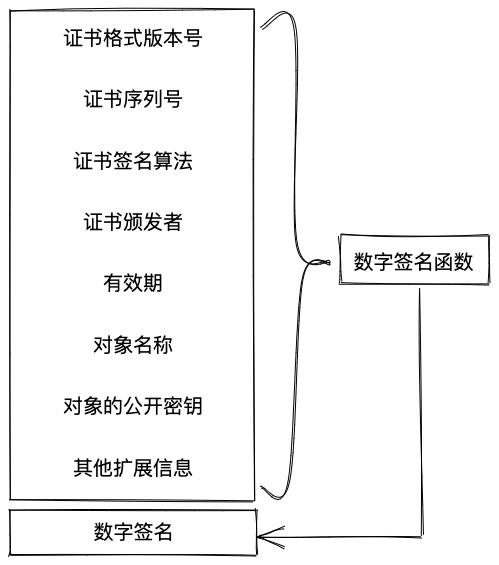 证书格式版本号
证书序列号
证书签名算法
证书颁发者
有效期
对象名称
对象的公开密钥
其他扩展信息
数字签名函数
数字签名